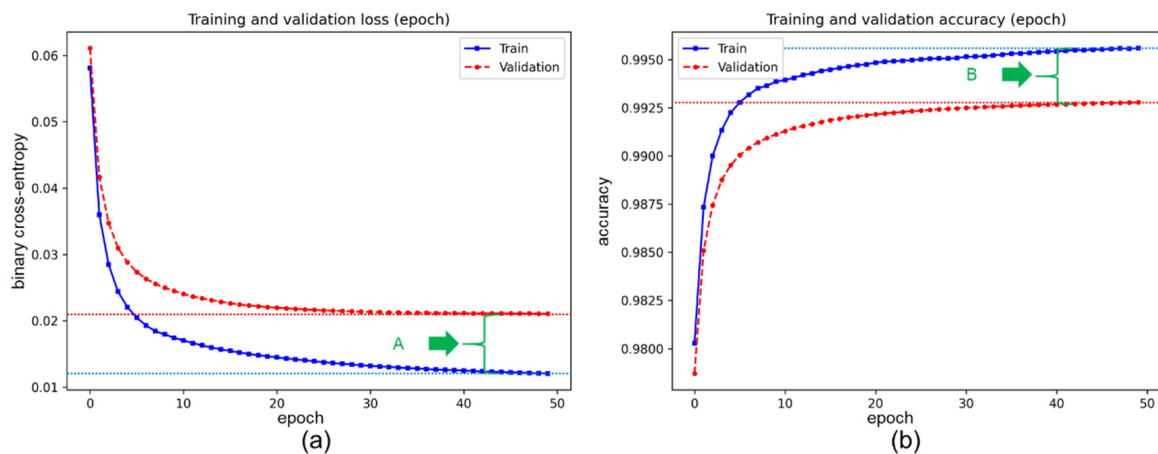 Training and validation loss (epoch)
binary cross-entropy
0.06
0.05
0.04
0.03
0.02
0.01
Train
Validation
A
0
10
20
30
40
50
epoch
(a)
Training and validation accuracy (epoch)
accuracy
0.9950
0.9925
0.9900
0.9875
0.9850
0.9825
0.9800
Train
Validation
B
0
10
20
30
40
50
epoch
(b)